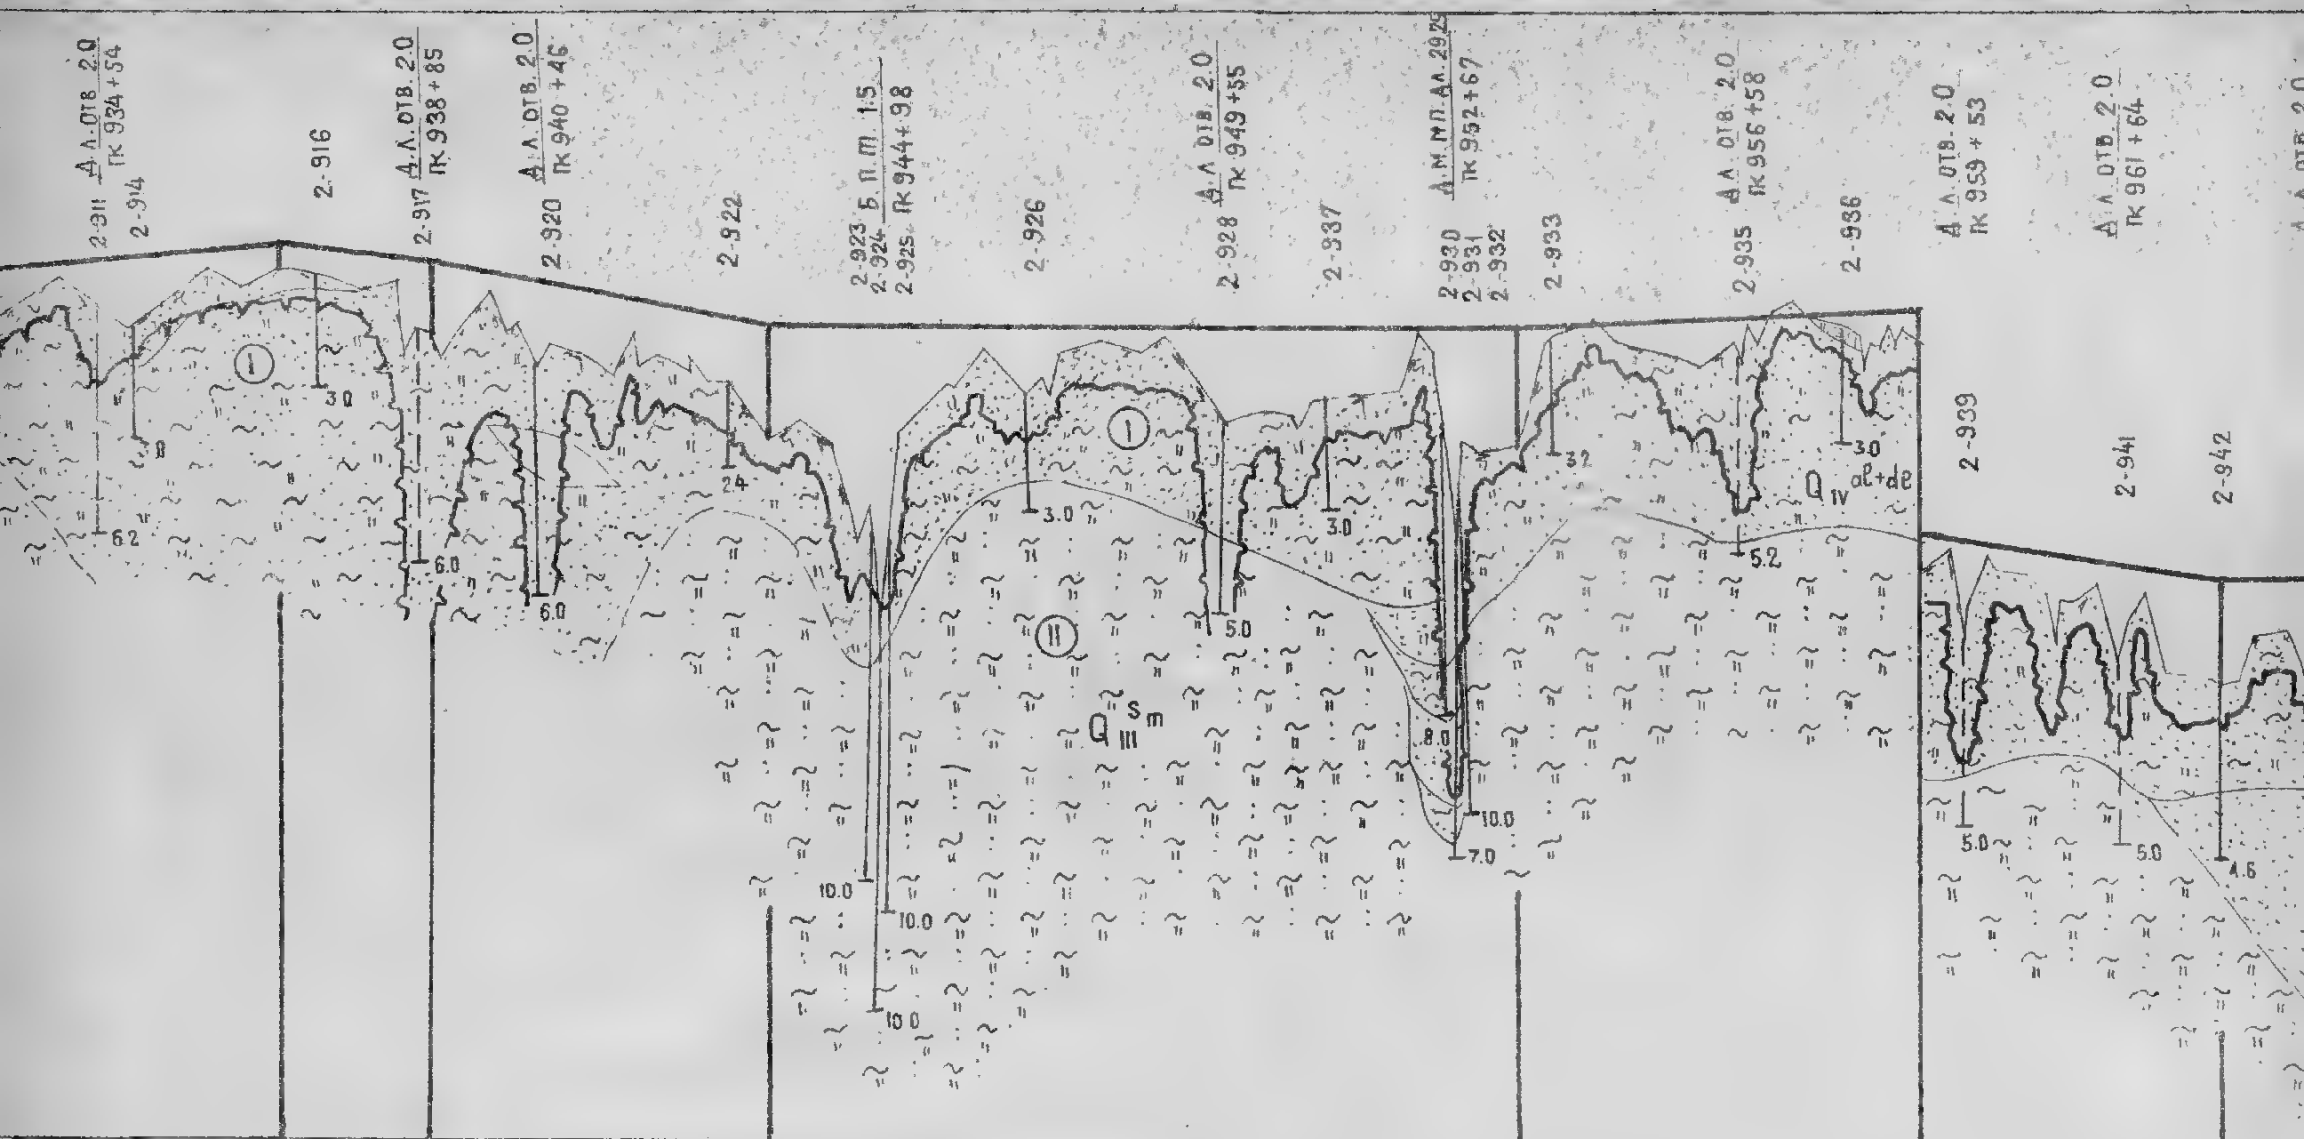 2-911
Д.Л.ОТВ 2.0
ПК 934+54
2-914
2-916
2-917
Д.Л.ОТВ 2.0
ПК 938+85
2-920
Д.Л ОТВ. 2.0
ПК 940 +46
2-922
2-923
2-924
2-925
Б.П.Т. 1.5
ПК 944+98
2-926
2-928
Д.Л ОТВ 2.0
ПК 949+55
2-937
2-930
2-931
2-932
Д М МП. ДЛ. 29.25
ПК 952+67
2-933
2-935
Д Л. ОТВ. 2.0
ПК 956+58
2-936
Д Л.ОТВ. 2.0
ПК 959 + 53
Д.Л.ОТВ. 2.0
ПК 961 +64
2-939
2-941
2-942
I
3.0
6.2
6.0
6.0
2.4
3.0
I
5.0
3.0
3.2
3.0
Q IV al+de
5.2
II
Q III s m
8.0
10.0
7.0
10.0
10.0
10.0
5.0
5.0
4.6